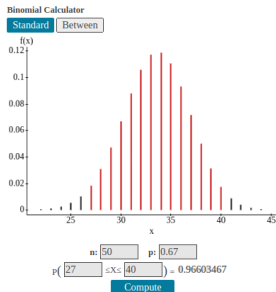 Binomial Calculator
Standard Between
f(x)
0.12
0.1
0.08
0.06
0.04
0.02
0
25 30 35 40 45
x
n: 50 p: 0.67
P( 27 ≤X≤ 40 ) = 0.96603467
Compute